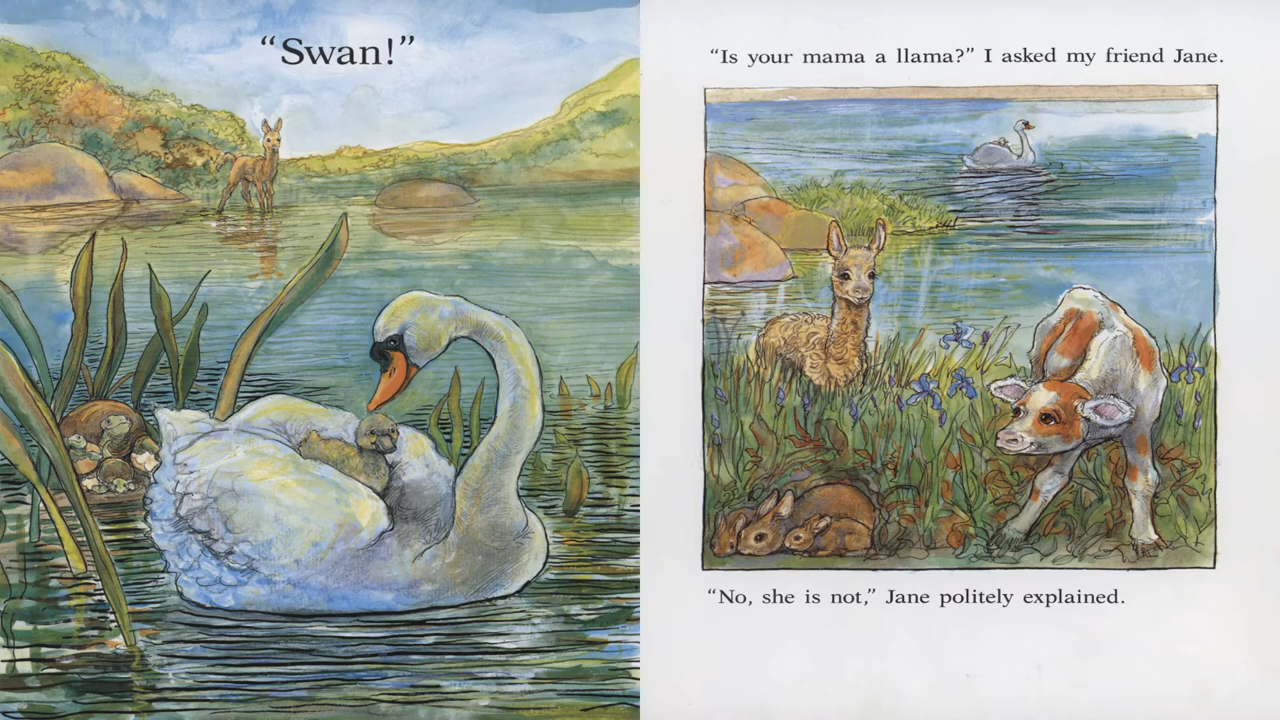 “Swan!”
“Is your mama a llama?” I asked my friend Jane.
“No, she is not,” Jane politely explained.